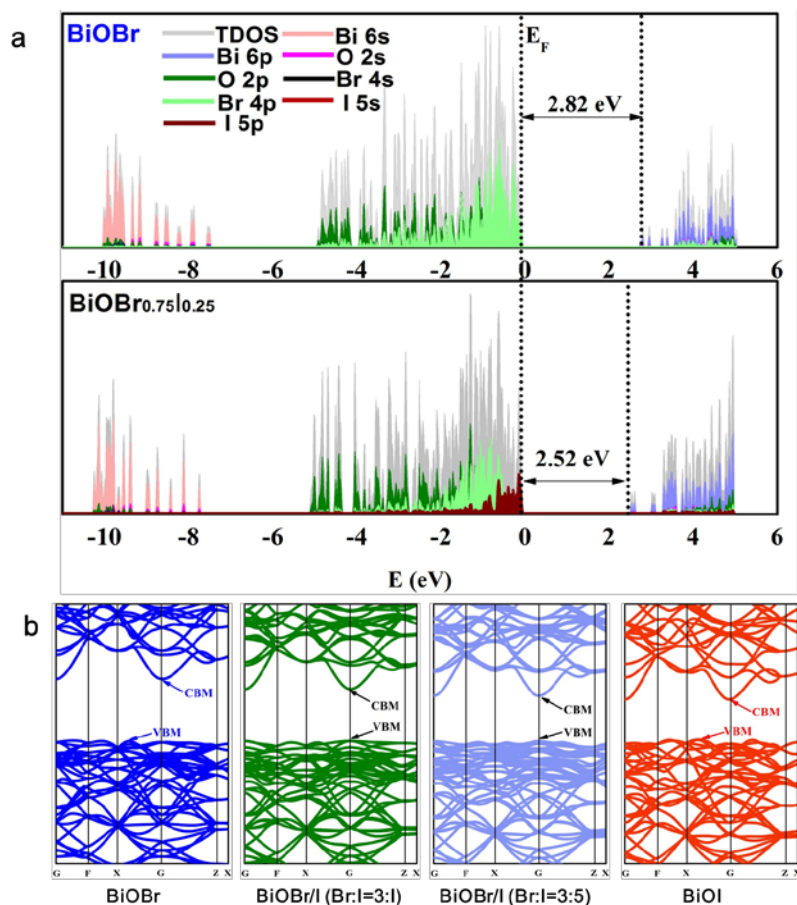 a
BiOBr
TDOS
Bi 6s
Bi 6p
O 2s
O 2p
Br 4s
Br 4p
I 5s
I 5p
E_F
2.82 eV
-10 -8 -6 -4 -2 0 2 4 6
BiOBr0.75I0.25
2.52 eV
-10 -8 -6 -4 -2 0 2 4 6
E (eV)
b
CBM
VBM
CBM
VBM
CBM
VBM
CBM
VBM
G F X G Z X
G F X G Z X
G F X G Z X
G F X G Z X
BiOBr
BiOBr/I (Br:I=3:I)
BiOBr/I (Br:I=3:5)
BiOI